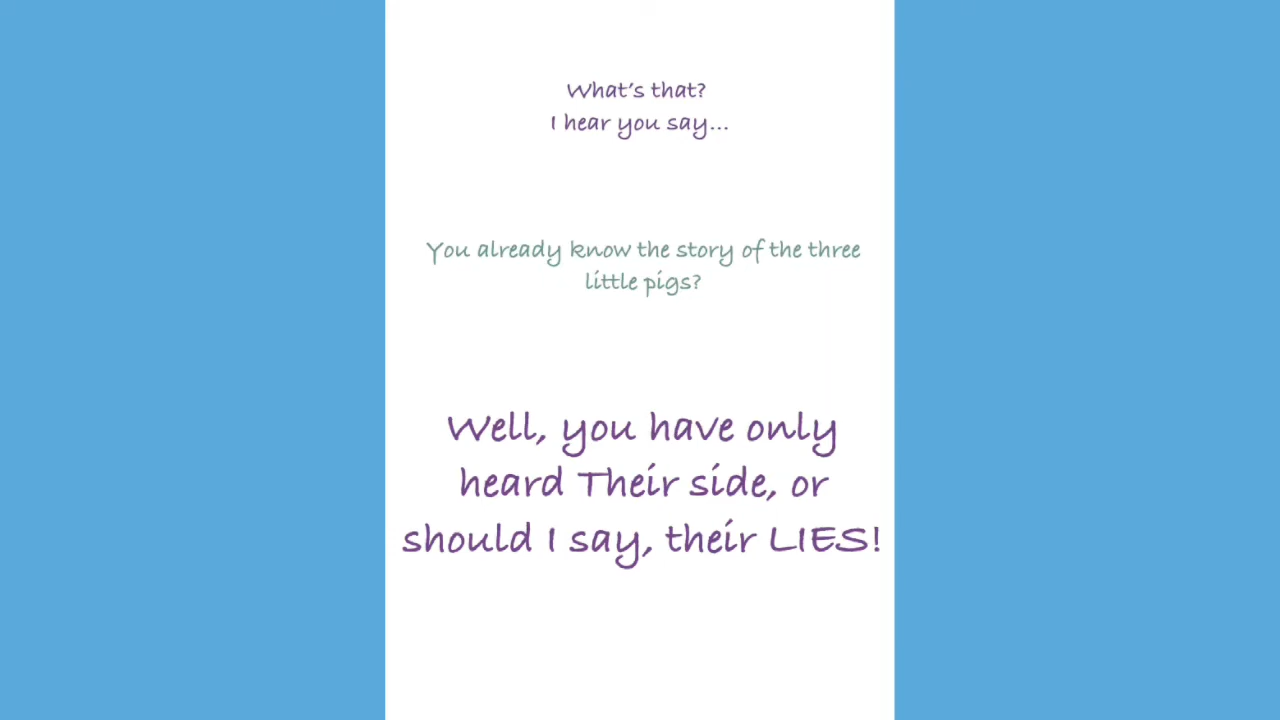 What's that?
I hear you say...
You already know the story of the three
little pigs?
Well, you have only
heard Their side, or
should I say, their LIES!